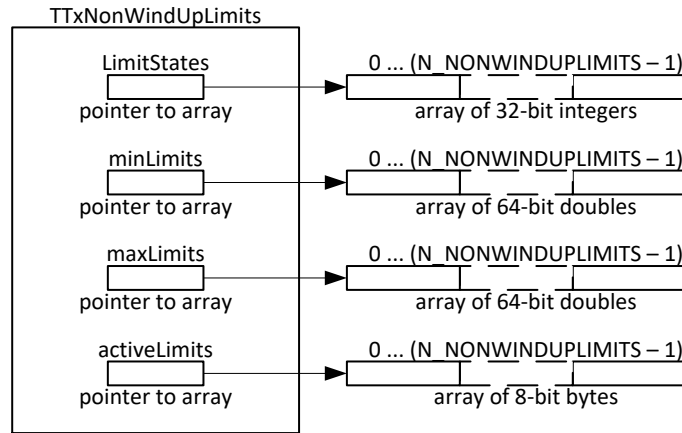 TTxNonWindUpLimits
LimitStates
0 ... (N_NONWINDUPLIMITS – 1)
pointer to array
array of 32-bit integers
minLimits
0 ... (N_NONWINDUPLIMITS – 1)
pointer to array
array of 64-bit doubles
maxLimits
0 ... (N_NONWINDUPLIMITS – 1)
pointer to array
array of 64-bit doubles
activeLimits
0 ... (N_NONWINDUPLIMITS – 1)
pointer to array
array of 8-bit bytes